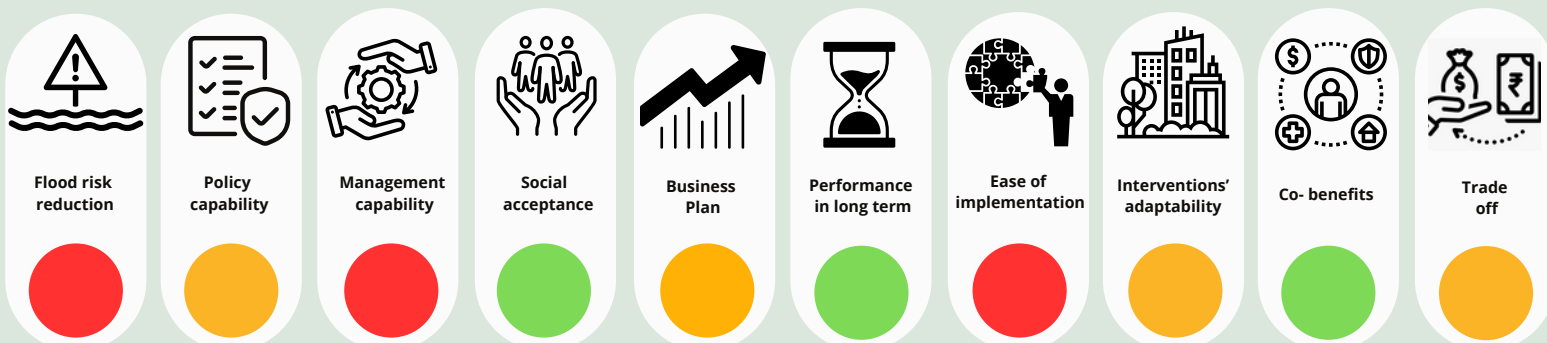 Flood risk
reduction
Policy
capability
Management
capability
Social
acceptance
Business
Plan
Performance
in long term
Ease of
implementation
Interventions’
adaptability
Co- benefits
Trade
off
$
$
₹